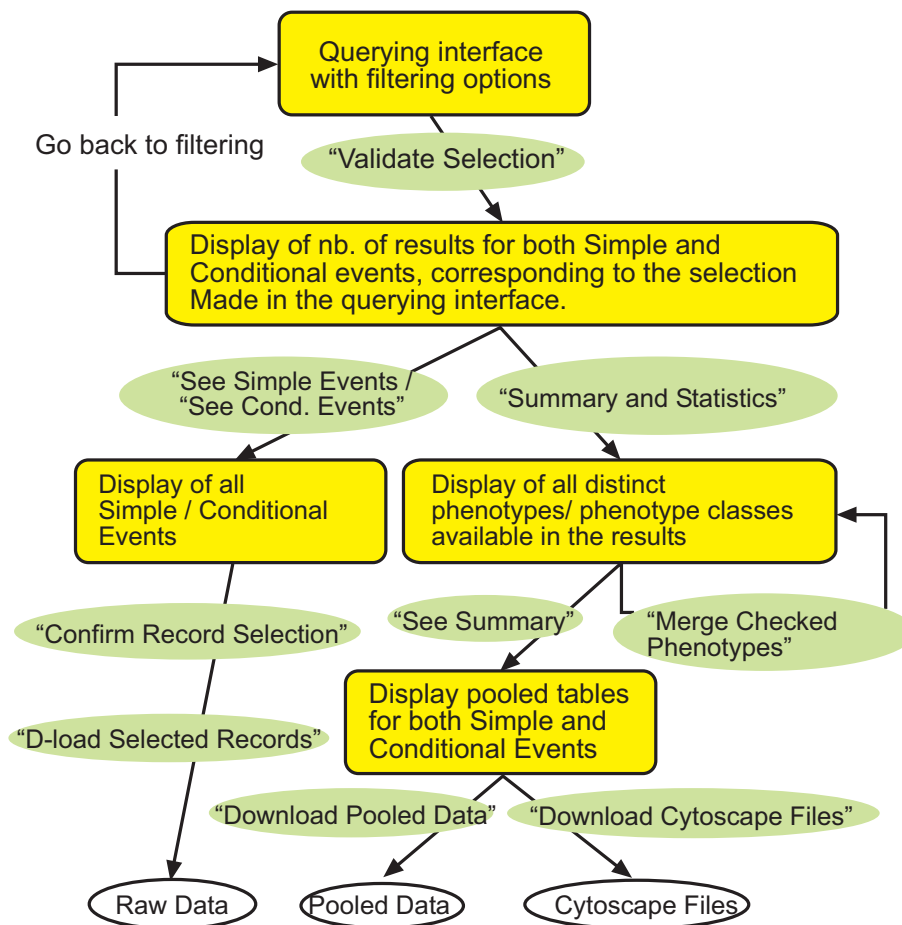 Querying interface
with filtering options
Go back to filtering
“Validate Selection”
Display of nb. of results for both Simple and
Conditional events, corresponding to the selection
Made in the querying interface.
“See Simple Events /
“See Cond. Events”
“Summary and Statistics”
Display of all
Simple / Conditional
Events
Display of all distinct
phenotypes/ phenotype classes
available in the results
“Confirm Record Selection”
“See Summary”
“Merge Checked
Phenotypes”
Display pooled tables
for both Simple and
Conditional Events
“D-load Selected Records”
“Download Pooled Data”
“Download Cytoscape Files”
Raw Data
Pooled Data
Cytoscape Files